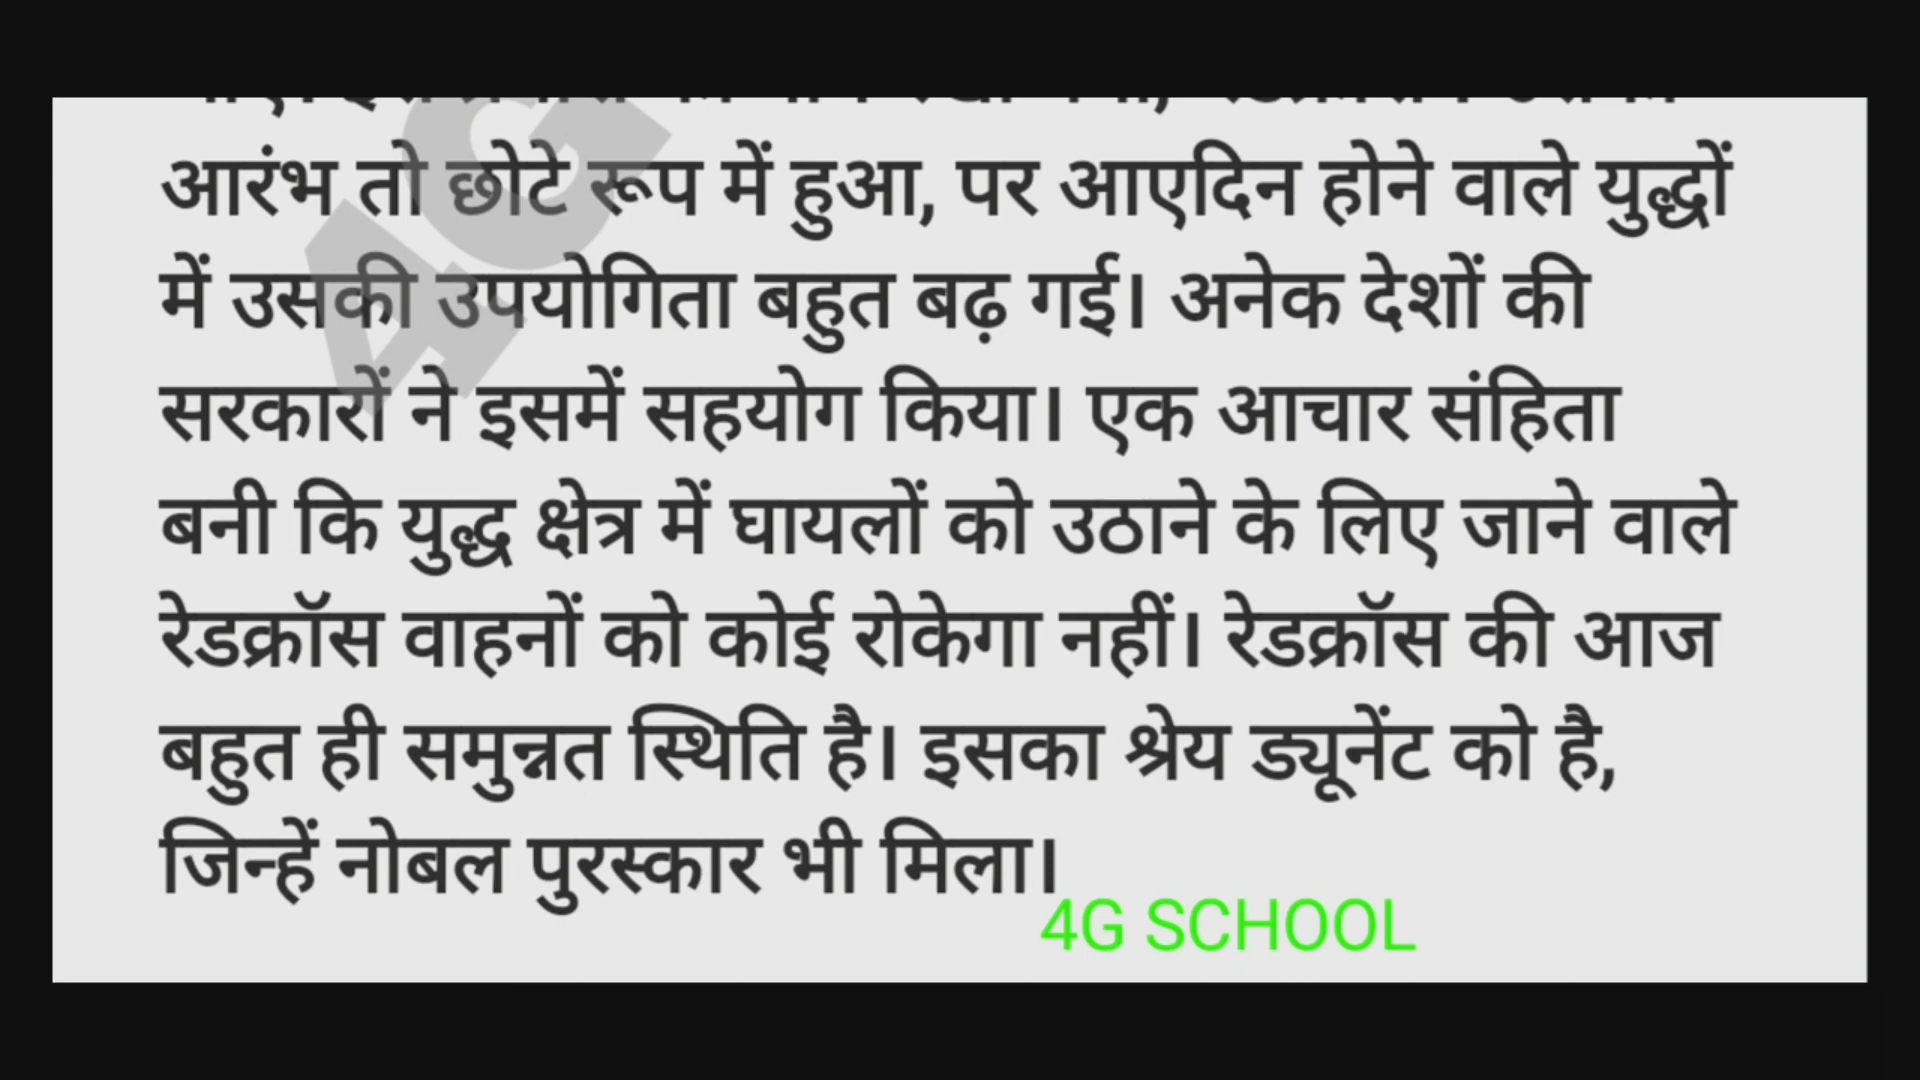 आरंभ तो छोटे रूप में हुआ, पर आएदिन होने वाले युद्धों
में उसकी उपयोगिता बहुत बढ़ गई। अनेक देशों की
सरकारों ने इसमें सहयोग किया। एक आचार संहिता
बनी कि युद्ध क्षेत्र में घायलों को उठाने के लिए जाने वाले
रेडक्रॉस वाहनों को कोई रोकेगा नहीं। रेडक्रॉस की आज
बहुत ही समुन्नत स्थिति है। इसका श्रेय ड्यूनेंट को है,
जिन्हें नोबल पुरस्कार भी मिला।
4G SCHOOL
4G